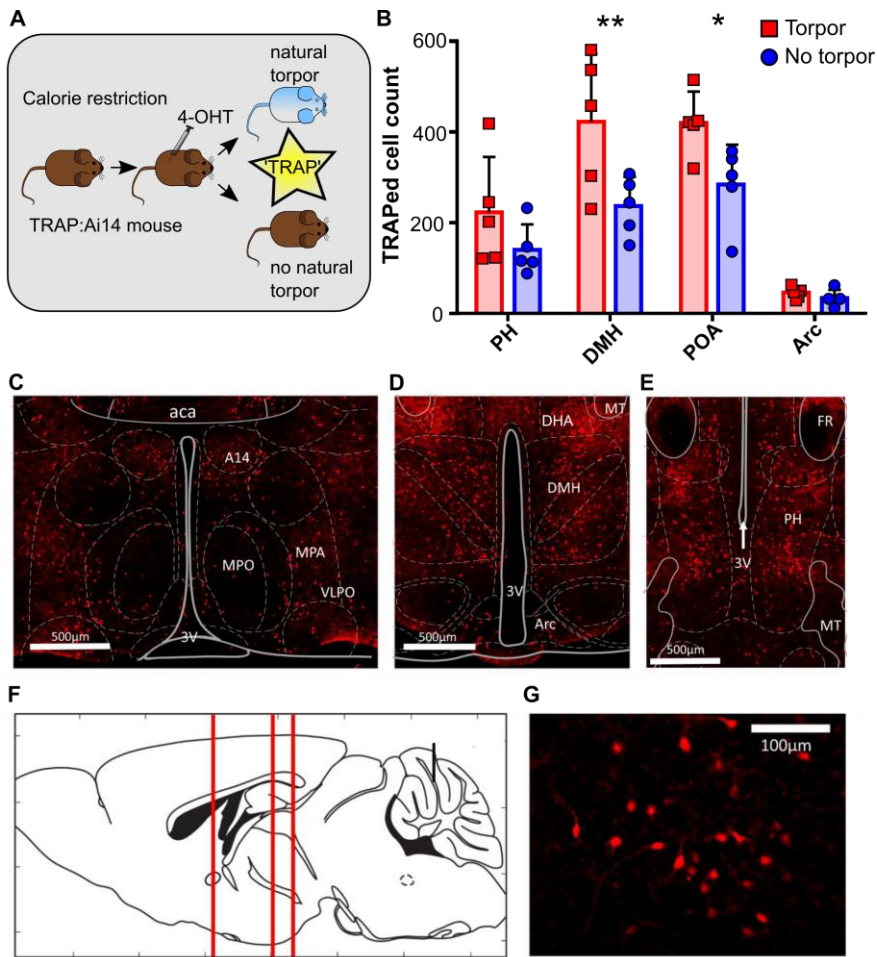 A
Calorie restriction
4-OHT
natural
torpor
'TRAP'
TRAP:Ai14 mouse
no natural
torpor
B
TRAPed cell count
600
400
200
0
**
*
Torpor
No torpor
PH
DMH
POA
Arc
C
aca
A14
MPO
MPA
VLPO
3V
500µm
D
DHA
MT
DMH
3V
Arc
500µm
E
FR
PH
3V
MT
500µm
F
G
100µm